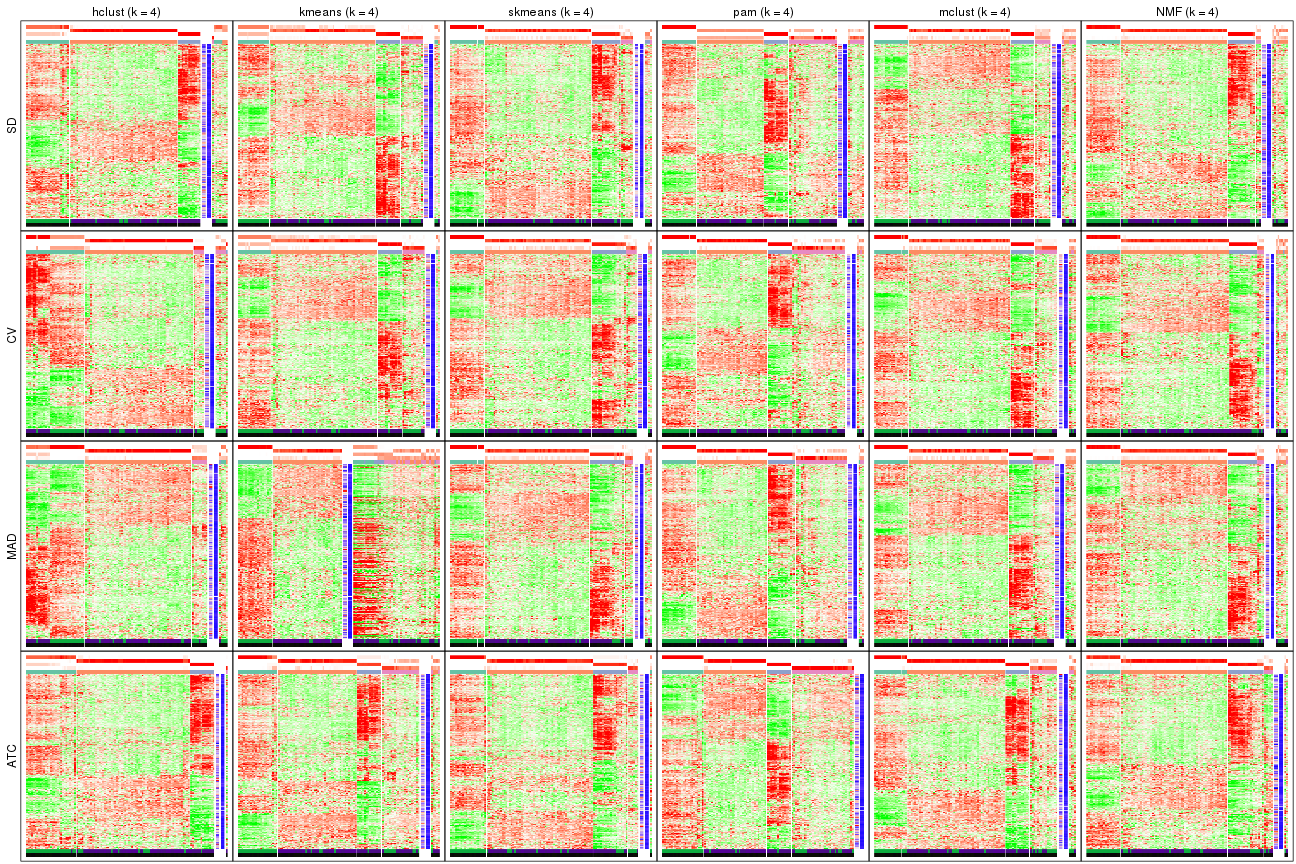 hclust (k = 4) kmeans (k = 4) skmeans (k = 4) pam (k = 4) mclust (k = 4) NMF (k = 4)
SD
CV
MAD
ATC